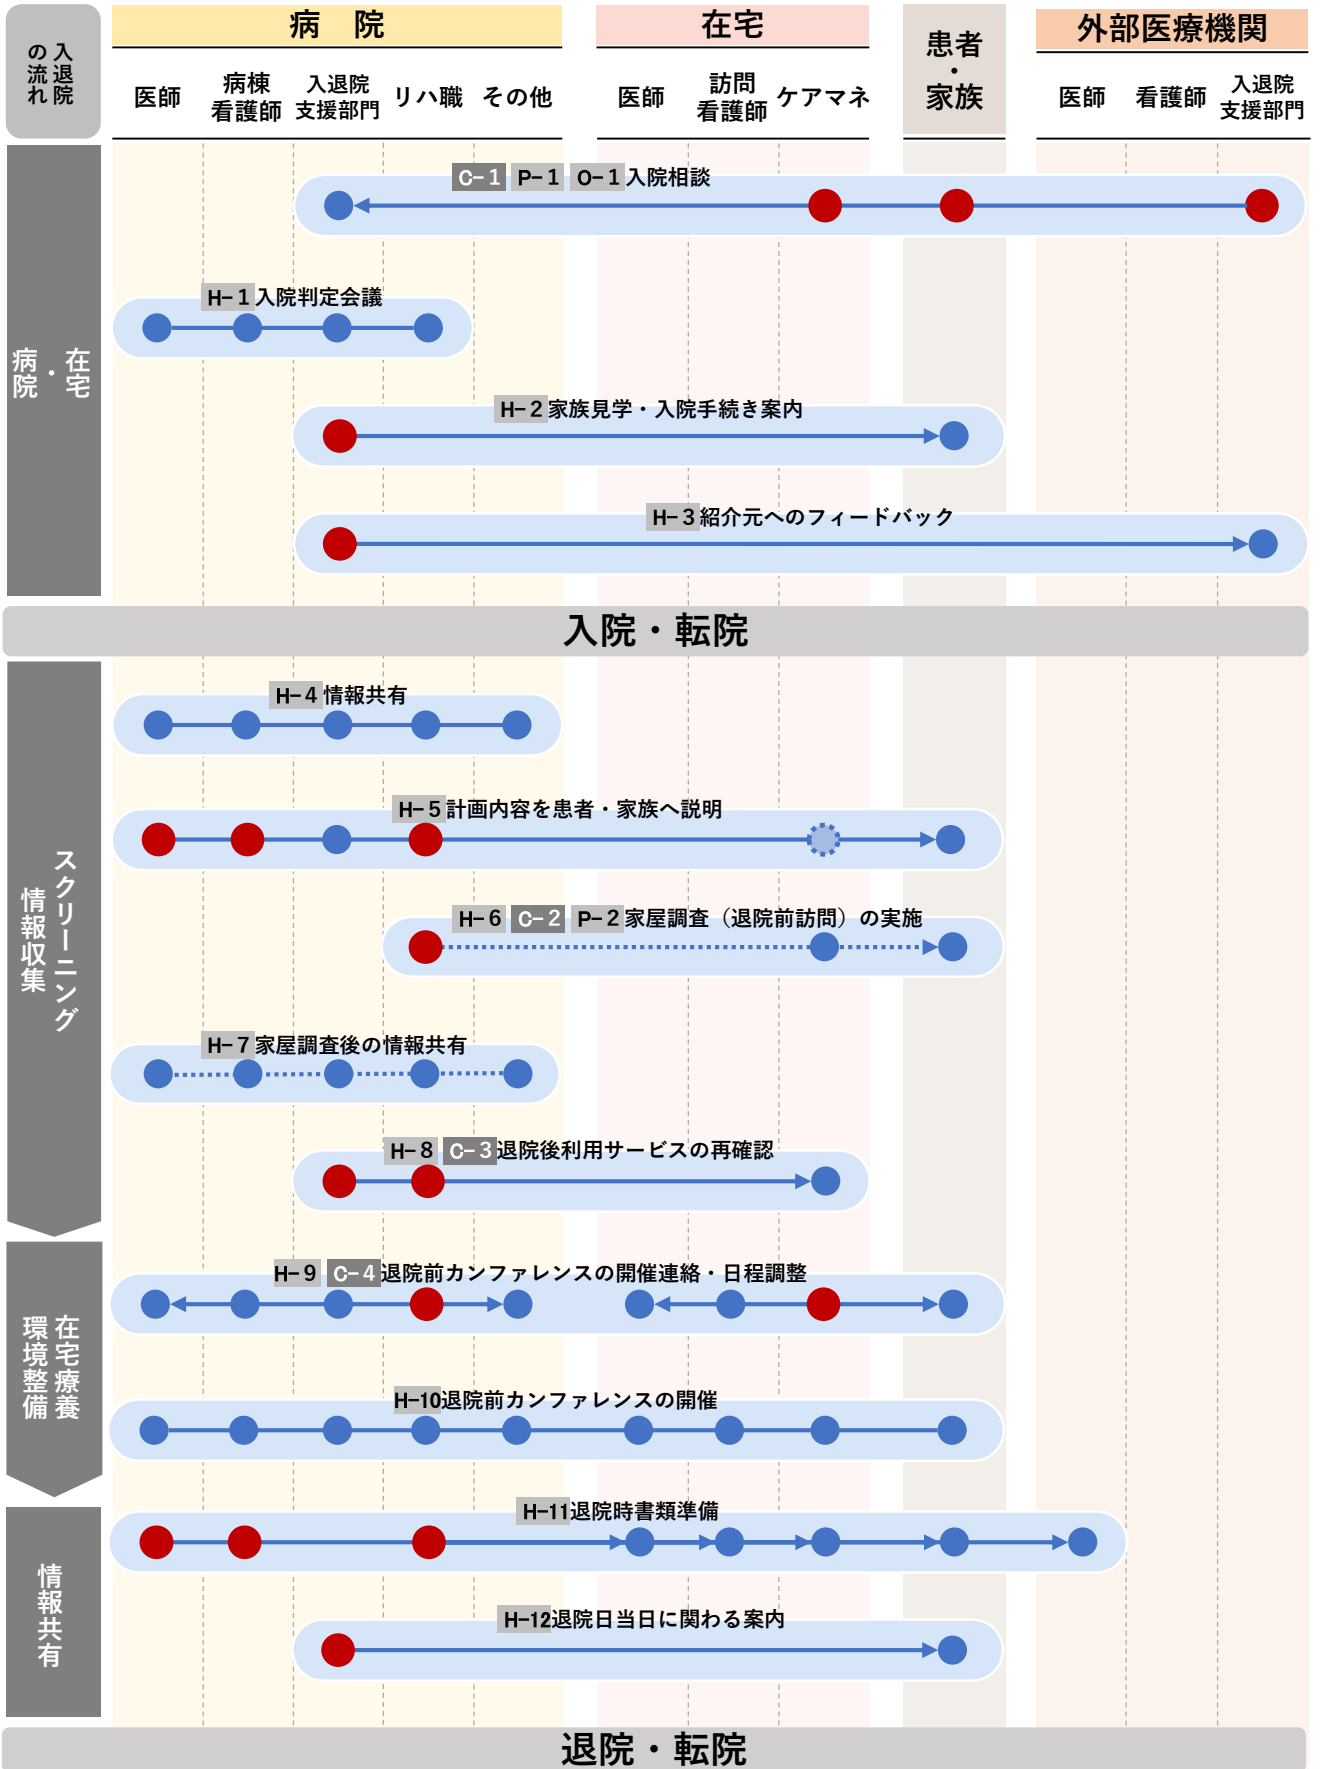 入退院
の流れ
病　院
在宅
患者
・
家族
外部医療機関
医師
病棟
看護師
入退院
支援部門
リハ職
その他
医師
訪問
看護師
ケアマネ
医師
看護師
入退院
支援部門
在宅
・
病院
C-1 P-1 O-1 入院相談
H-1 入院判定会議
H-2 家族見学・入院手続き案内
H-3 紹介元へのフィードバック
入院・転院
スクリーニング
情報収集
H-4 情報共有
H-5 計画内容を患者・家族へ説明
H-6 C-2 P-2 家屋調査（退院前訪問）の実施
H-7 家屋調査後の情報共有
H-8 C-3 退院後利用サービスの再確認
在宅療養
環境整備
H-9 C-4 退院前カンファレンスの開催連絡・日程調整
H-10 退院前カンファレンスの開催
情報共有
H-11 退院時書類準備
H-12 退院日当日に関わる案内
退院・転院